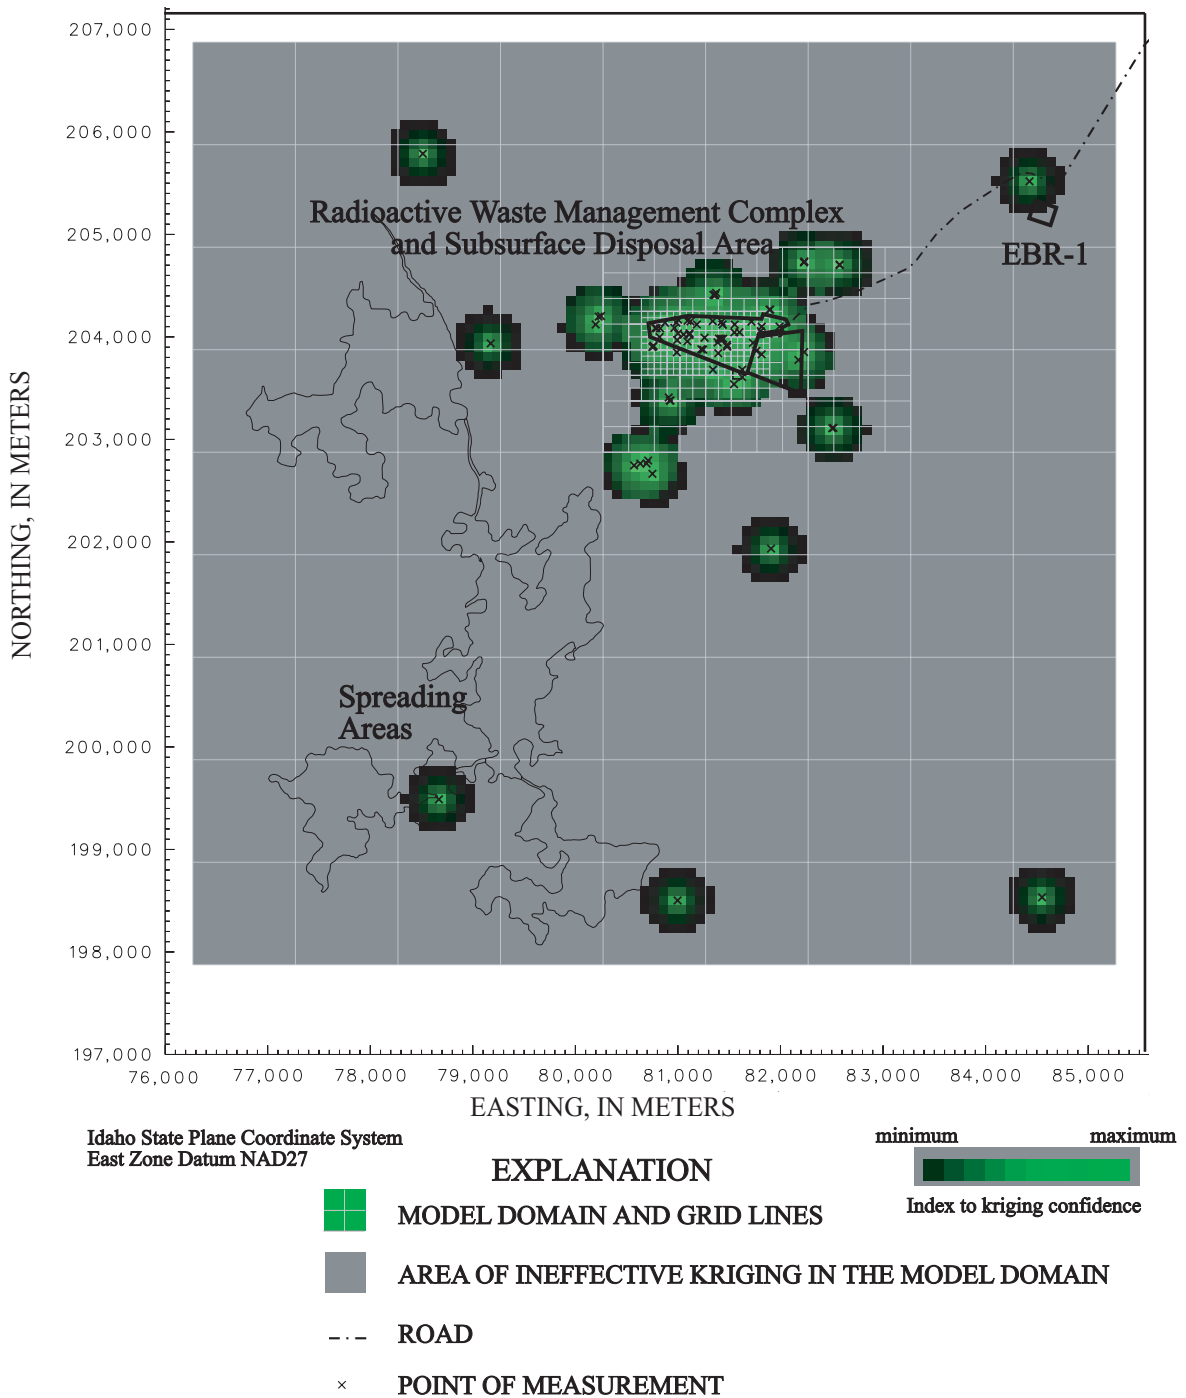 207,000
206,000
205,000
204,000
203,000
202,000
201,000
200,000
199,000
198,000
197,000
NORTHING, IN METERS
Radioactive Waste Management Complex
and Subsurface Disposal Area
EBR-1
Spreading
Areas
76,000 77,000 78,000 79,000 80,000 81,000 82,000 83,000 84,000 85,000
EASTING, IN METERS
Idaho State Plane Coordinate System
East Zone Datum NAD27
minimum maximum
Index to kriging confidence
EXPLANATION
MODEL DOMAIN AND GRID LINES
AREA OF INEFFECTIVE KRIGING IN THE MODEL DOMAIN
ROAD
POINT OF MEASUREMENT